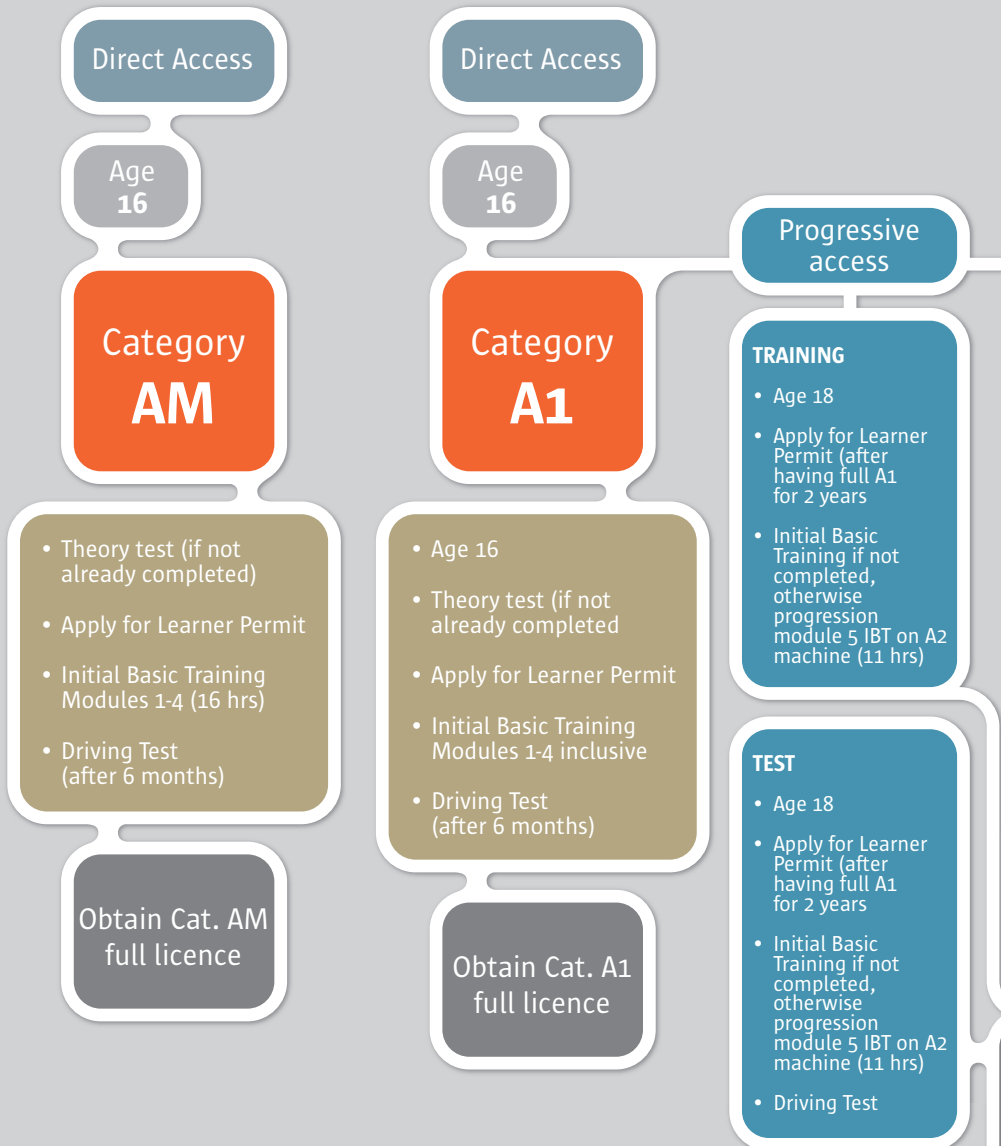 Direct Access
Age
16
Category
AM
• Theory test (if not
already completed)
• Apply for Learner Permit
• Initial Basic Training
Modules 1-4 (16 hrs)
• Driving Test
(after 6 months)
Obtain Cat. AM
full licence
Direct Access
Age
16
Category
A1
• Age 16
• Theory test (if not
already completed
• Apply for Learner Permit
• Initial Basic Training
Modules 1-4 inclusive
• Driving Test
(after 6 months)
Obtain Cat. A1
full licence
Progressive
access
TRAINING
• Age 18
• Apply for Learner
Permit (after
having full A1
for 2 years
• Initial Basic
Training if not
completed,
otherwise
progression
module 5 IBT on A2
machine (11 hrs)
TEST
• Age 18
• Apply for Learner
Permit (after
having full A1
for 2 years
• Initial Basic
Training if not
completed,
otherwise
progression
module 5 IBT on A2
machine (11 hrs)
• Driving Test